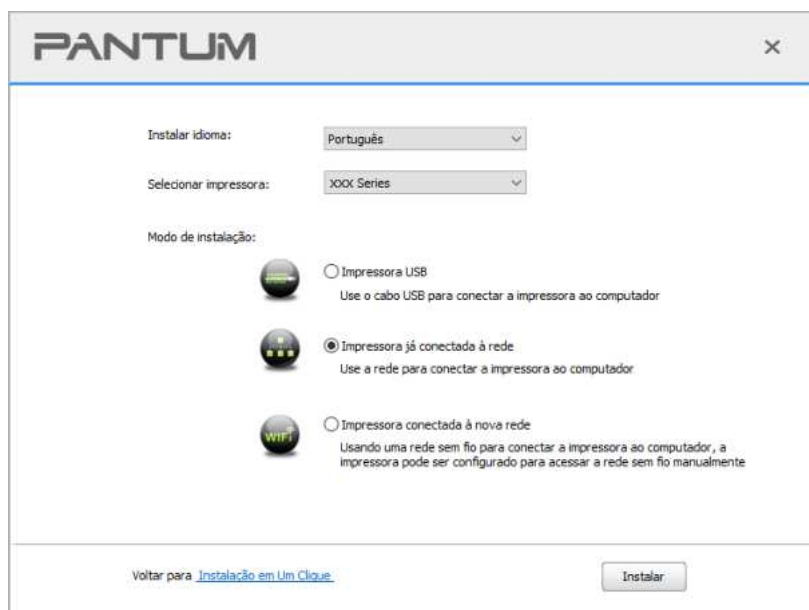 PANTUM
Instalar idioma: Português
Selecionar impressora: XXX Series
Modo de instalação:
Impressora USB
Use o cabo USB para conectar a impressora ao computador
Impressora já conectada à rede
Use a rede para conectar a impressora ao computador
WiFi
Impressora conectada à nova rede
Usando uma rede sem fio para conectar a impressora ao computador, a
impressora pode ser configurado para acessar a rede sem fio manualmente
Voltar para Instalação em Um Clique
Instalar